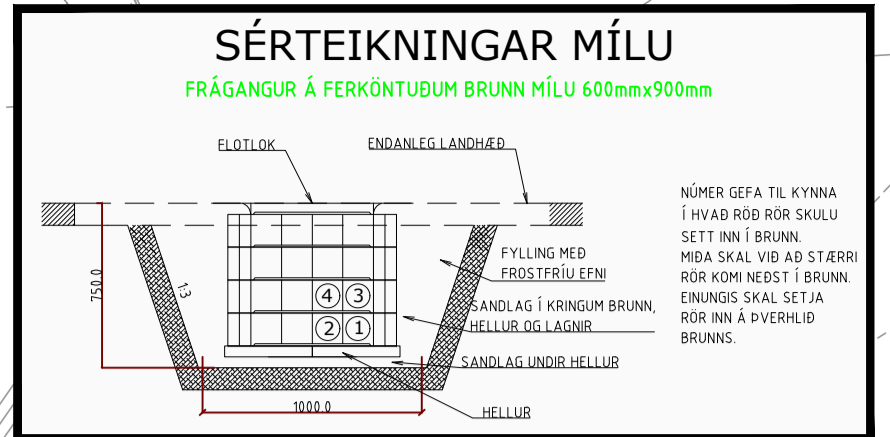 SÉRTEIKNINGAR MÍLU
FRÁGANGUR Á FERKÖNTUÐUM BRUNN MÍLU 600mmx900mm
FLOTLOK
ENDANLEG LANDHÆÐ
NÚMER GEFA TIL KYNNA
Í HVAÐ RÖÐ RÖR SKULU
SETT INN Í BRUNN.
MIÐA SKAL VIÐ AÐ STÆRRI
RÖR KOMI NEÐST Í BRUNN.
EINUNGIS SKAL SETJA
RÖR INN Á ÞVERHLIÐ
BRUNNS.
FYLLING MEÐ
FROSTFRÍU EFNI
750.0
1:3
4 3
2 1
SANDLAG Í KRINGUM BRUNN,
HELLUR OG LAGNIR
SANDLAG UNDIR HELLUR
1000.0
HELLUR